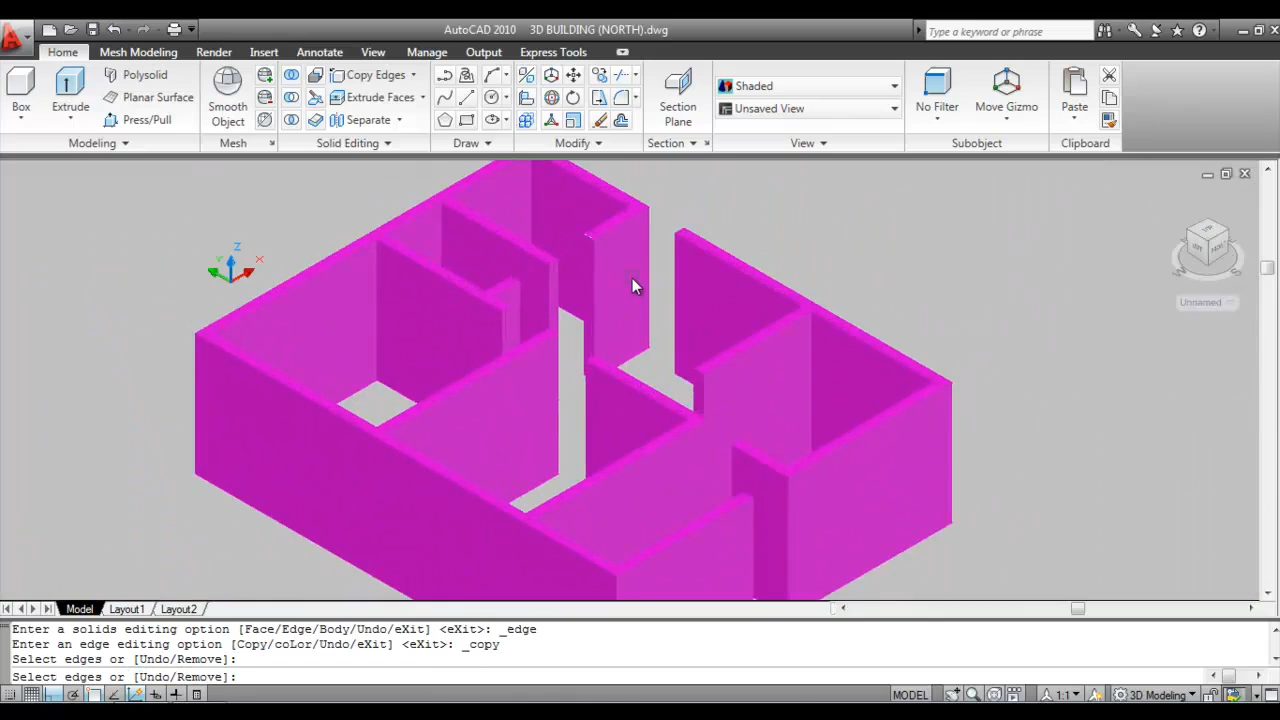 AutoCAD 2010 3D BUILDING (NORTH).dwg
Type a keyword or phrase
Home Mesh Modeling Render Insert Annotate View Manage Output Express Tools
Box
Extrude
Polysolid
Planar Surface
Press/Pull
Smooth Object
Copy Edges
Extrude Faces
Separate
Section Plane
Shaded
Unsaved View
No Filter
Move Gizmo
Paste
Modeling Mesh Solid Editing Draw Modify Section View Subobject Clipboard
Z
Y
X
Unnamed
Model Layout1 Layout2
Enter a solids editing option [Face/Edge/Body/Undo/eXit] <eXit>: _edge
Enter an edge editing option [Copy/coLor/Undo/eXit] <eXit>: _copy
Select edges or [Undo/Remove]:
Select edges or [Undo/Remove]:
MODEL 1:1 3D Modeling